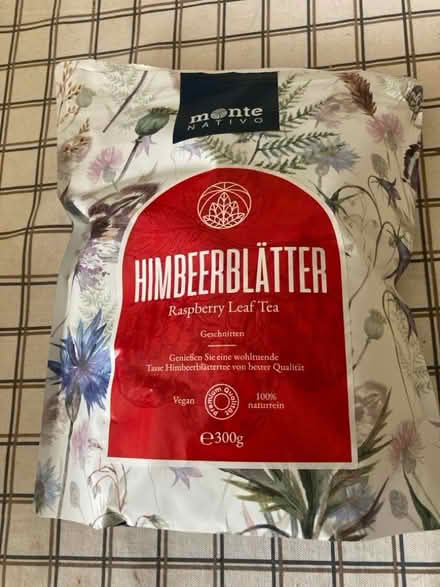 monte
NATIVO
HIMBEERBLÄTTER
Raspberry Leaf Tea
Geschnitten
Genießen Sie eine wohltuende
Tasse Himbeerblättertee von bester Qualität
Vegan
Premium Qualität
100%
naturrein
℮300g